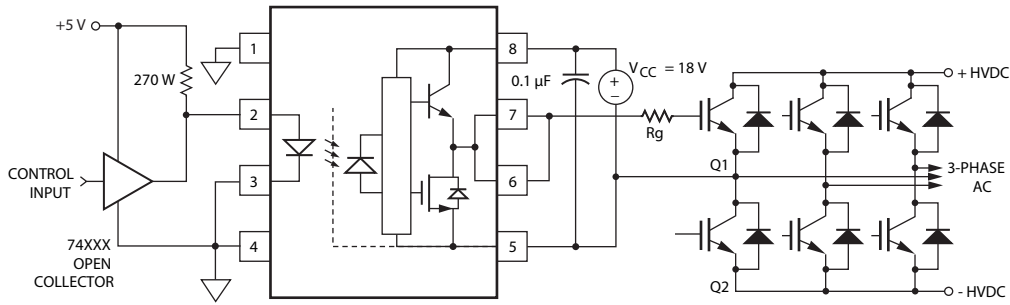 +5 V
270 W
CONTROL
INPUT
74XXX
OPEN
COLLECTOR
1
2
3
4
8
7
6
5
0.1 µF
+
−
VCC = 18 V
Rg
Q1
Q2
+ HVDC
3-PHASE
AC
- HVDC